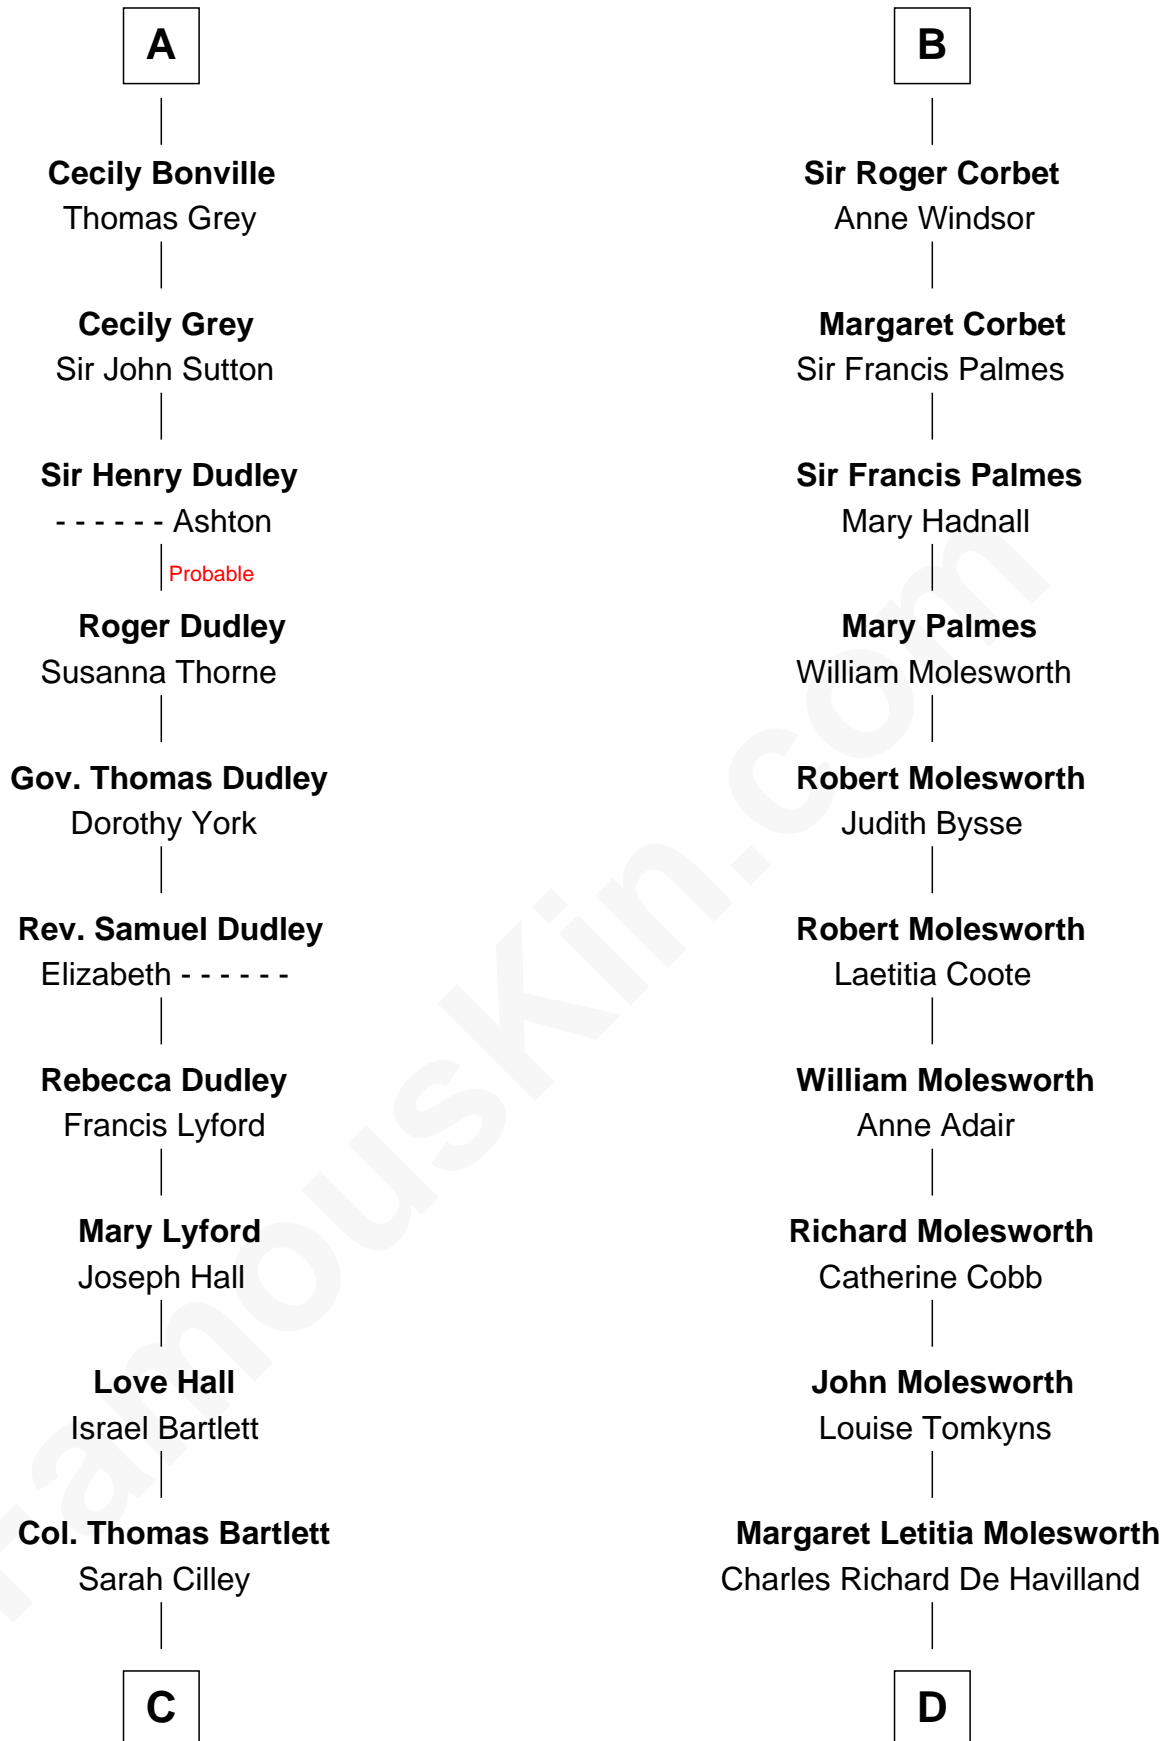 A
Cecily Bonville
Thomas Grey
Cecily Grey
Sir John Sutton
Sir Henry Dudley
- - - - - - Ashton
Probable
Roger Dudley
Susanna Thorne
Gov. Thomas Dudley
Dorothy York
Rev. Samuel Dudley
Elizabeth - - - - - -
Rebecca Dudley
Francis Lyford
Mary Lyford
Joseph Hall
Love Hall
Israel Bartlett
Col. Thomas Bartlett
Sarah Cilley
C
B
Sir Roger Corbet
Anne Windsor
Margaret Corbet
Sir Francis Palmes
Sir Francis Palmes
Mary Hadnall
Mary Palmes
William Molesworth
Robert Molesworth
Judith Bysse
Robert Molesworth
Laetitia Coote
William Molesworth
Anne Adair
Richard Molesworth
Catherine Cobb
John Molesworth
Louise Tomkyns
Margaret Letitia Molesworth
Charles Richard De Havilland
D
FamousKin.com